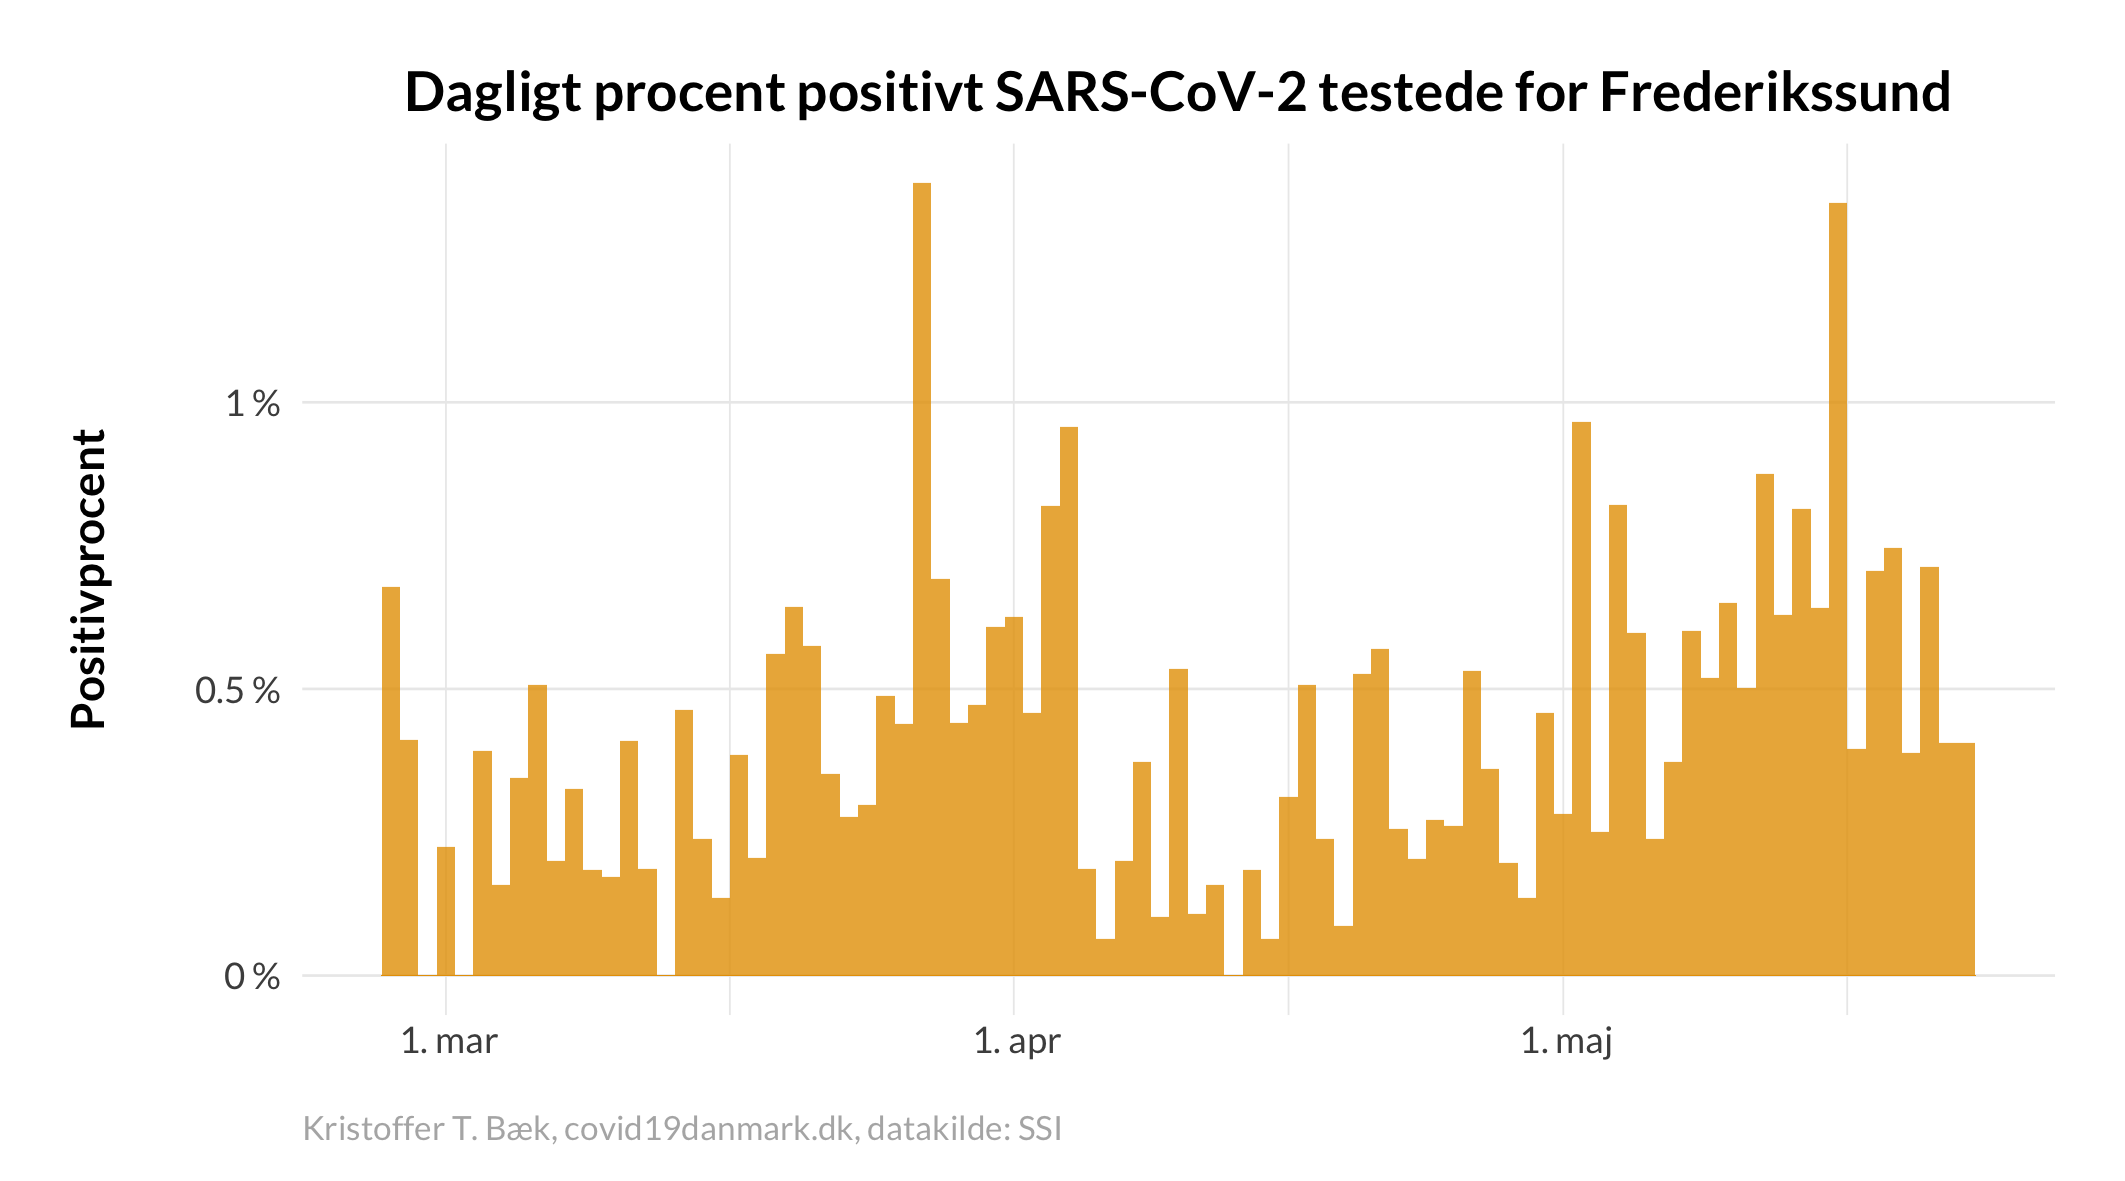 Dagligt procent positivt SARS-CoV-2 testede for Frederikssund
Positivprocent
1 %
0.5 %
0 %
1. mar
1. apr
1. maj
Kristoffer T. Bæk, covid19danmark.dk, datakilde: SSI